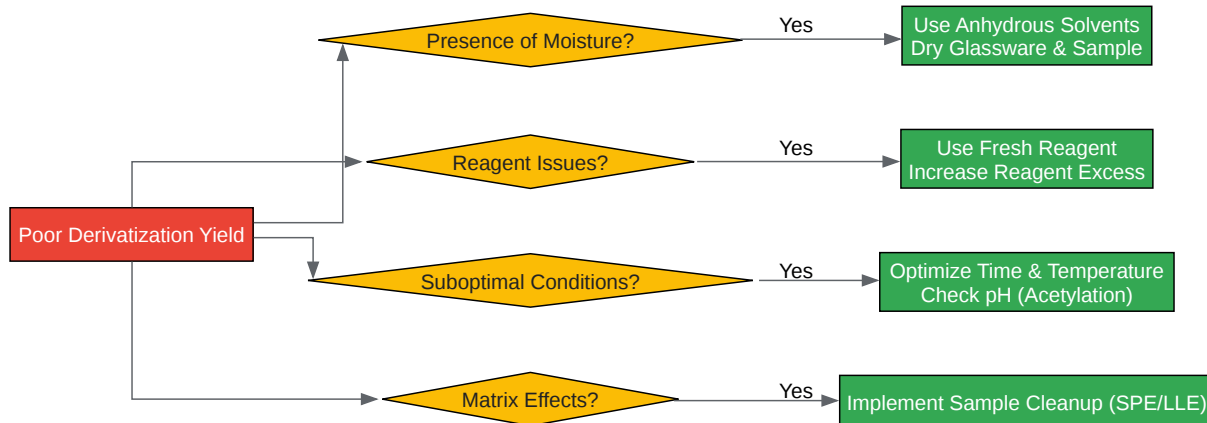 Presence of Moisture?
Yes
Use Anhydrous Solvents
Dry Glassware & Sample
Reagent Issues?
Yes
Use Fresh Reagent
Increase Reagent Excess
Poor Derivatization Yield
Suboptimal Conditions?
Yes
Optimize Time & Temperature
Check pH (Acetylation)
Matrix Effects?
Yes
Implement Sample Cleanup (SPE/LLE)